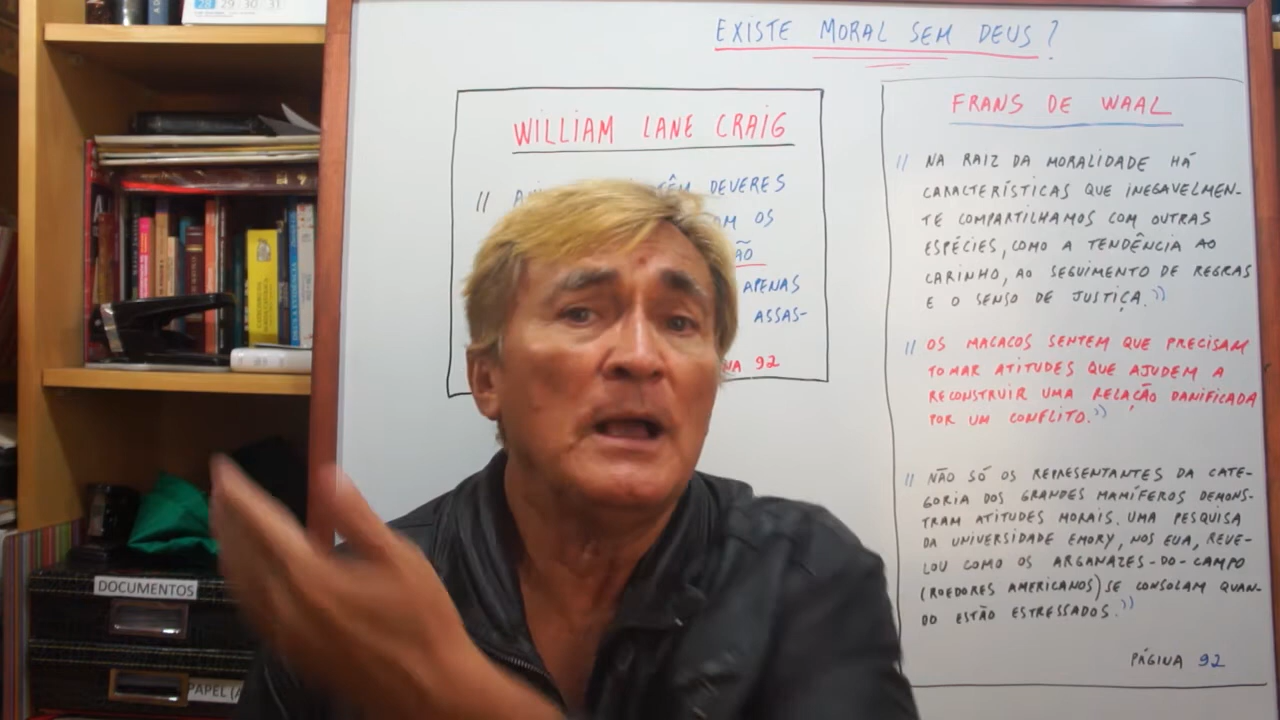 28 29 30 31
EXISTE MORAL SEM DEUS?
WILLIAM LANE CRAIG
" TÊM DEVERES
OS
ÃO
APENAS
ASSAS-
92
FRANS DE WAAL
" NA RAIZ DA MORALIDADE HÁ
CARACTERÍSTICAS QUE INEGAVELMEN-
TE COMPARTILHAMOS COM OUTRAS
ESPÉCIES, COMO A TENDÊNCIA AO
CARINHO, AO SEGUIMENTO DE REGRAS
E O SENSO DE JUSTIÇA."
" OS MACACOS SENTEM QUE PRECISAM
TOMAR ATITUDES QUE AJUDEM A
RECONSTRUIR UMA RELAÇÃO DANIFICADA
POR UM CONFLITO."
" NÃO SÓ OS REPRESENTANTES DA CATE-
GORIA DOS GRANDES MAMÍFEROS DEMONS-
TRAM ATITUDES MORAIS. UMA PESQUISA
DA UNIVERSIDADE EMORY, NOS EUA, REVE-
LOU COMO OS ARGANAZES-DO-CAMPO
(ROEDORES AMERICANOS) SE CONSOLAM QUAN-
DO ESTÃO ESTRESSADOS."
PÁGINA 92
DOCUMENTOS
PAPEL (A